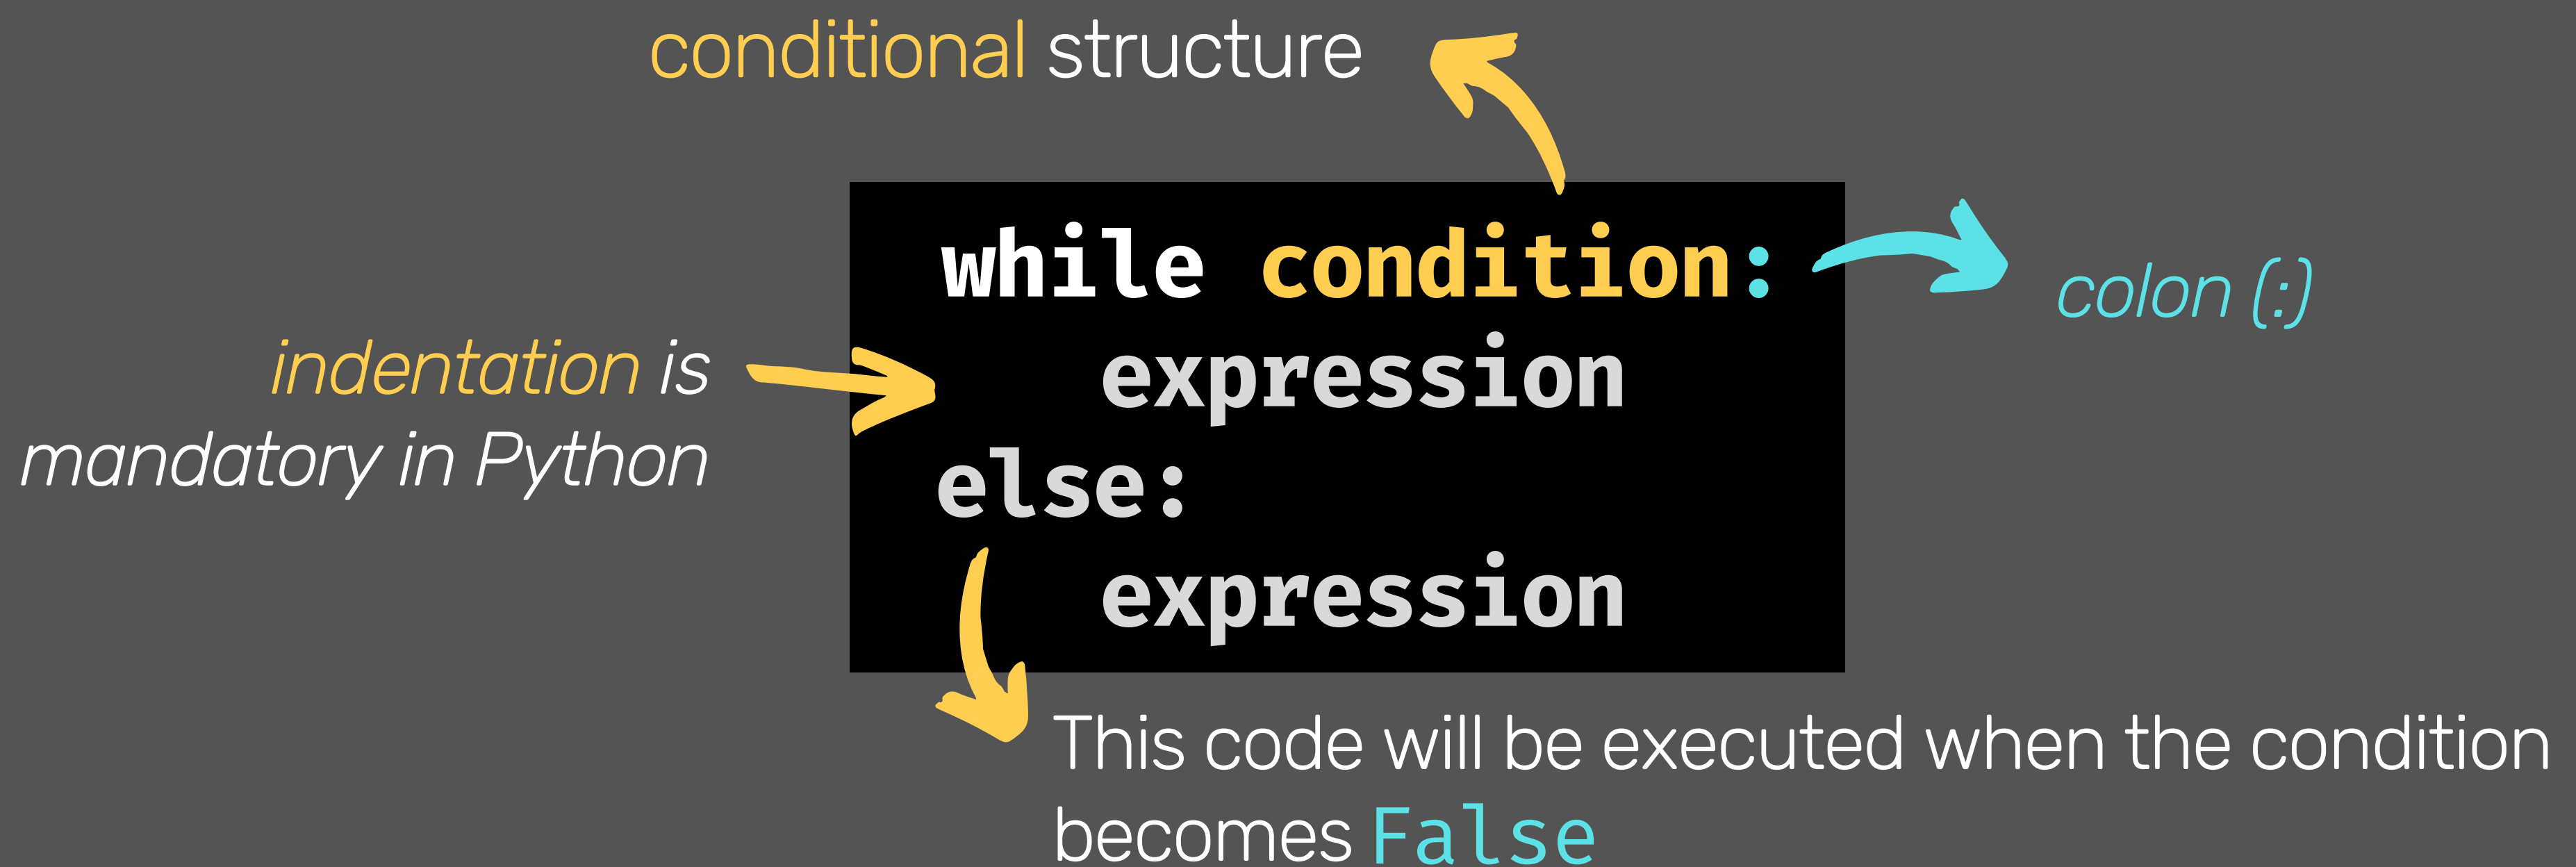 conditional structure
while condition:
colon (:)
indentation is
mandatory in Python
expression
else:
expression
This code will be executed when the condition
becomes False